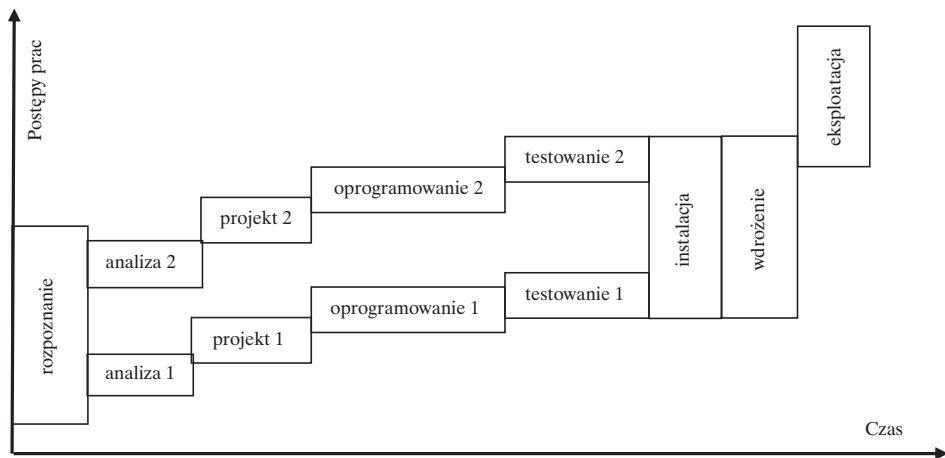 Postępy prac
eksploatacja
testowanie 2
oprogramowanie 2
projekt 2
analiza 2
rozpoznanie
instalacja
wdrożenie
testowanie 1
oprogramowanie 1
projekt 1
analiza 1
Czas